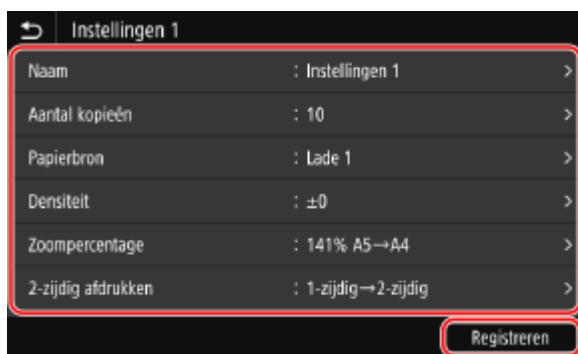 Instellingen 1
Naam : Instellingen 1 >
Aantal kopieën : 10 >
Papierbron : Lade 1 >
Densiteit : ±0 >
Zoompercentage : 141% A5→A4 >
2-zijdig afdrukken : 1-zijdig→2-zijdig >
Registreren